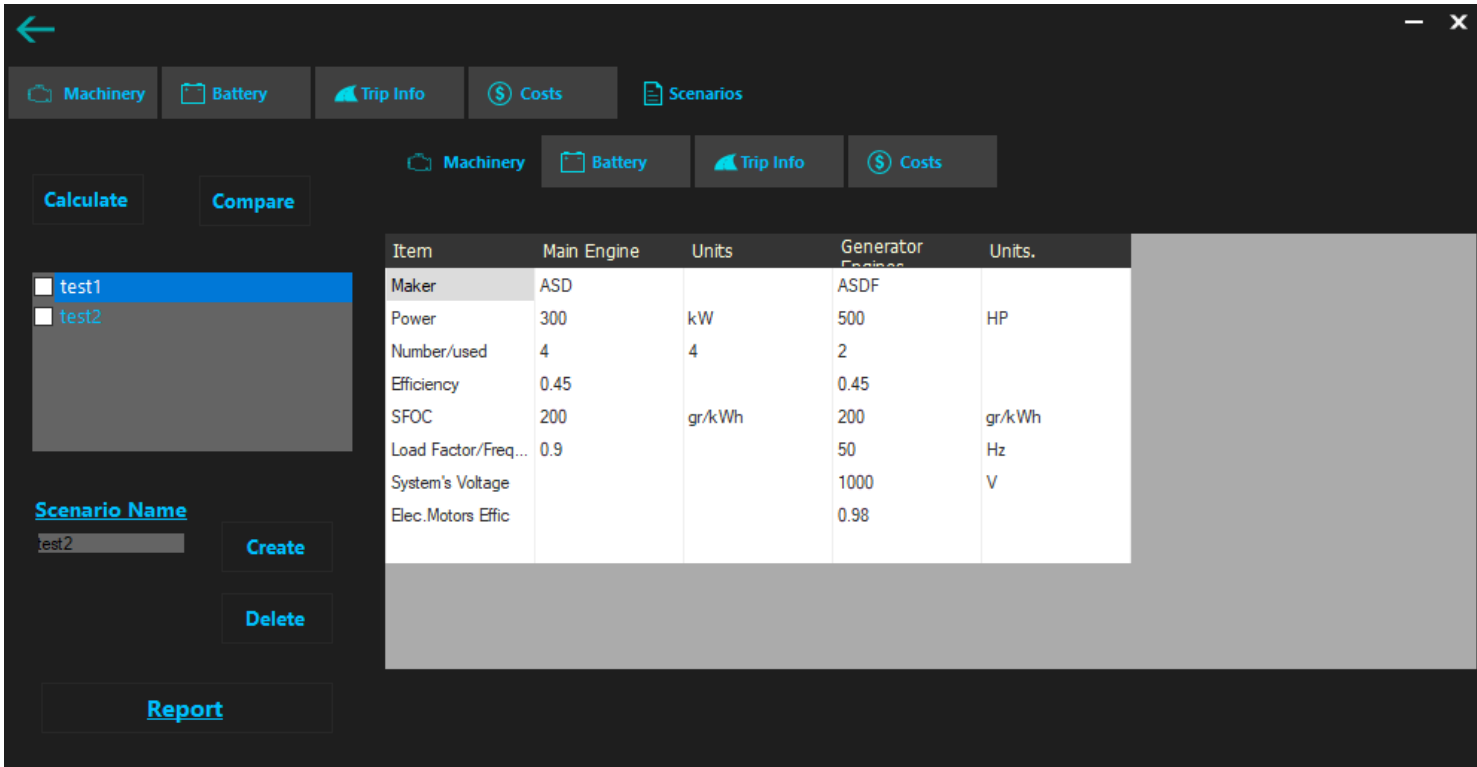 Machinery Battery Trip Info $ Costs Scenarios
Machinery Battery Trip Info $ Costs
Calculate Compare
Item Main Engine Units Generator Engines Units.
test1
test2
Maker ASD ASDF
Power 300 kW 500 HP
Number/used 4 4 2
Efficiency 0.45 0.45
SFOC 200 gr/kWh 200 gr/kWh
Load Factor/Freq... 0.9 50 Hz
System's Voltage 1000 V
Elec.Motors Effic 0.98
Scenario Name
test2
Create
Delete
Report